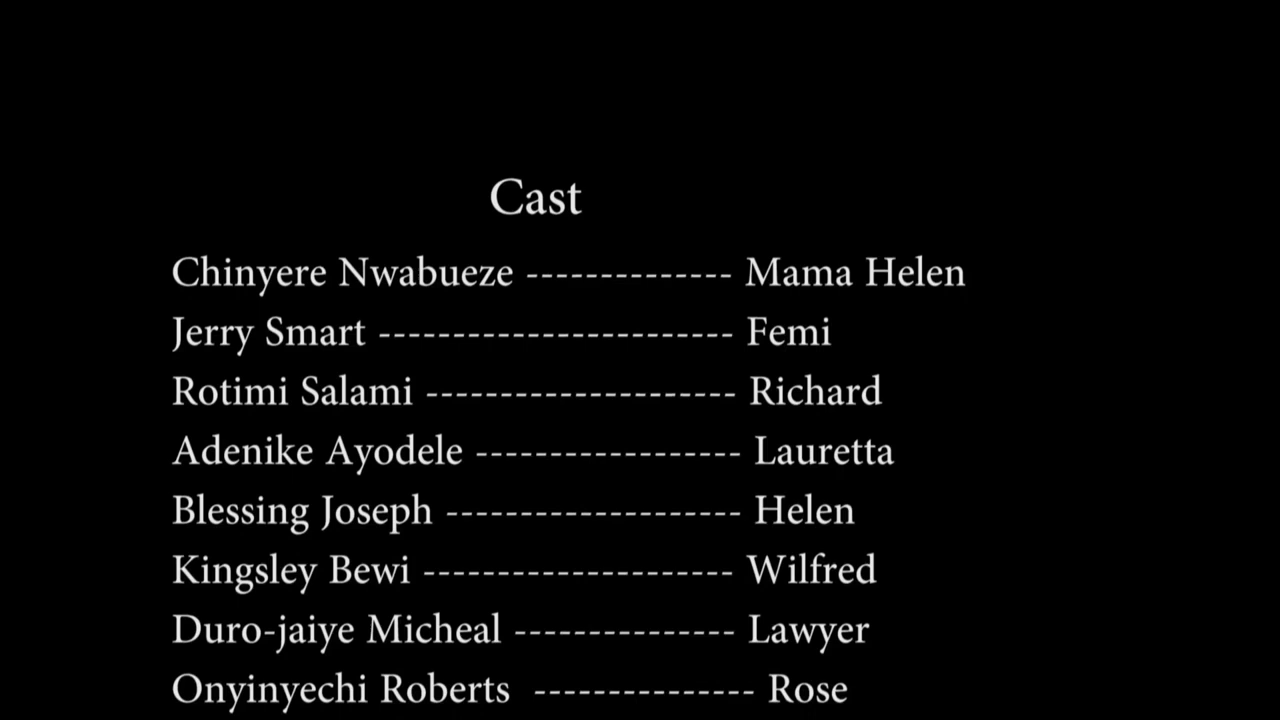 Cast
Chinyere Nwabueze -------------- Mama Helen
Jerry Smart ------------------------ Femi
Rotimi Salami --------------------- Richard
Adenike Ayodele ------------------ Lauretta
Blessing Joseph -------------------- Helen
Kingsley Bewi --------------------- Wilfred
Duro-jaiye Micheal --------------- Lawyer
Onyinyechi Roberts --------------- Rose